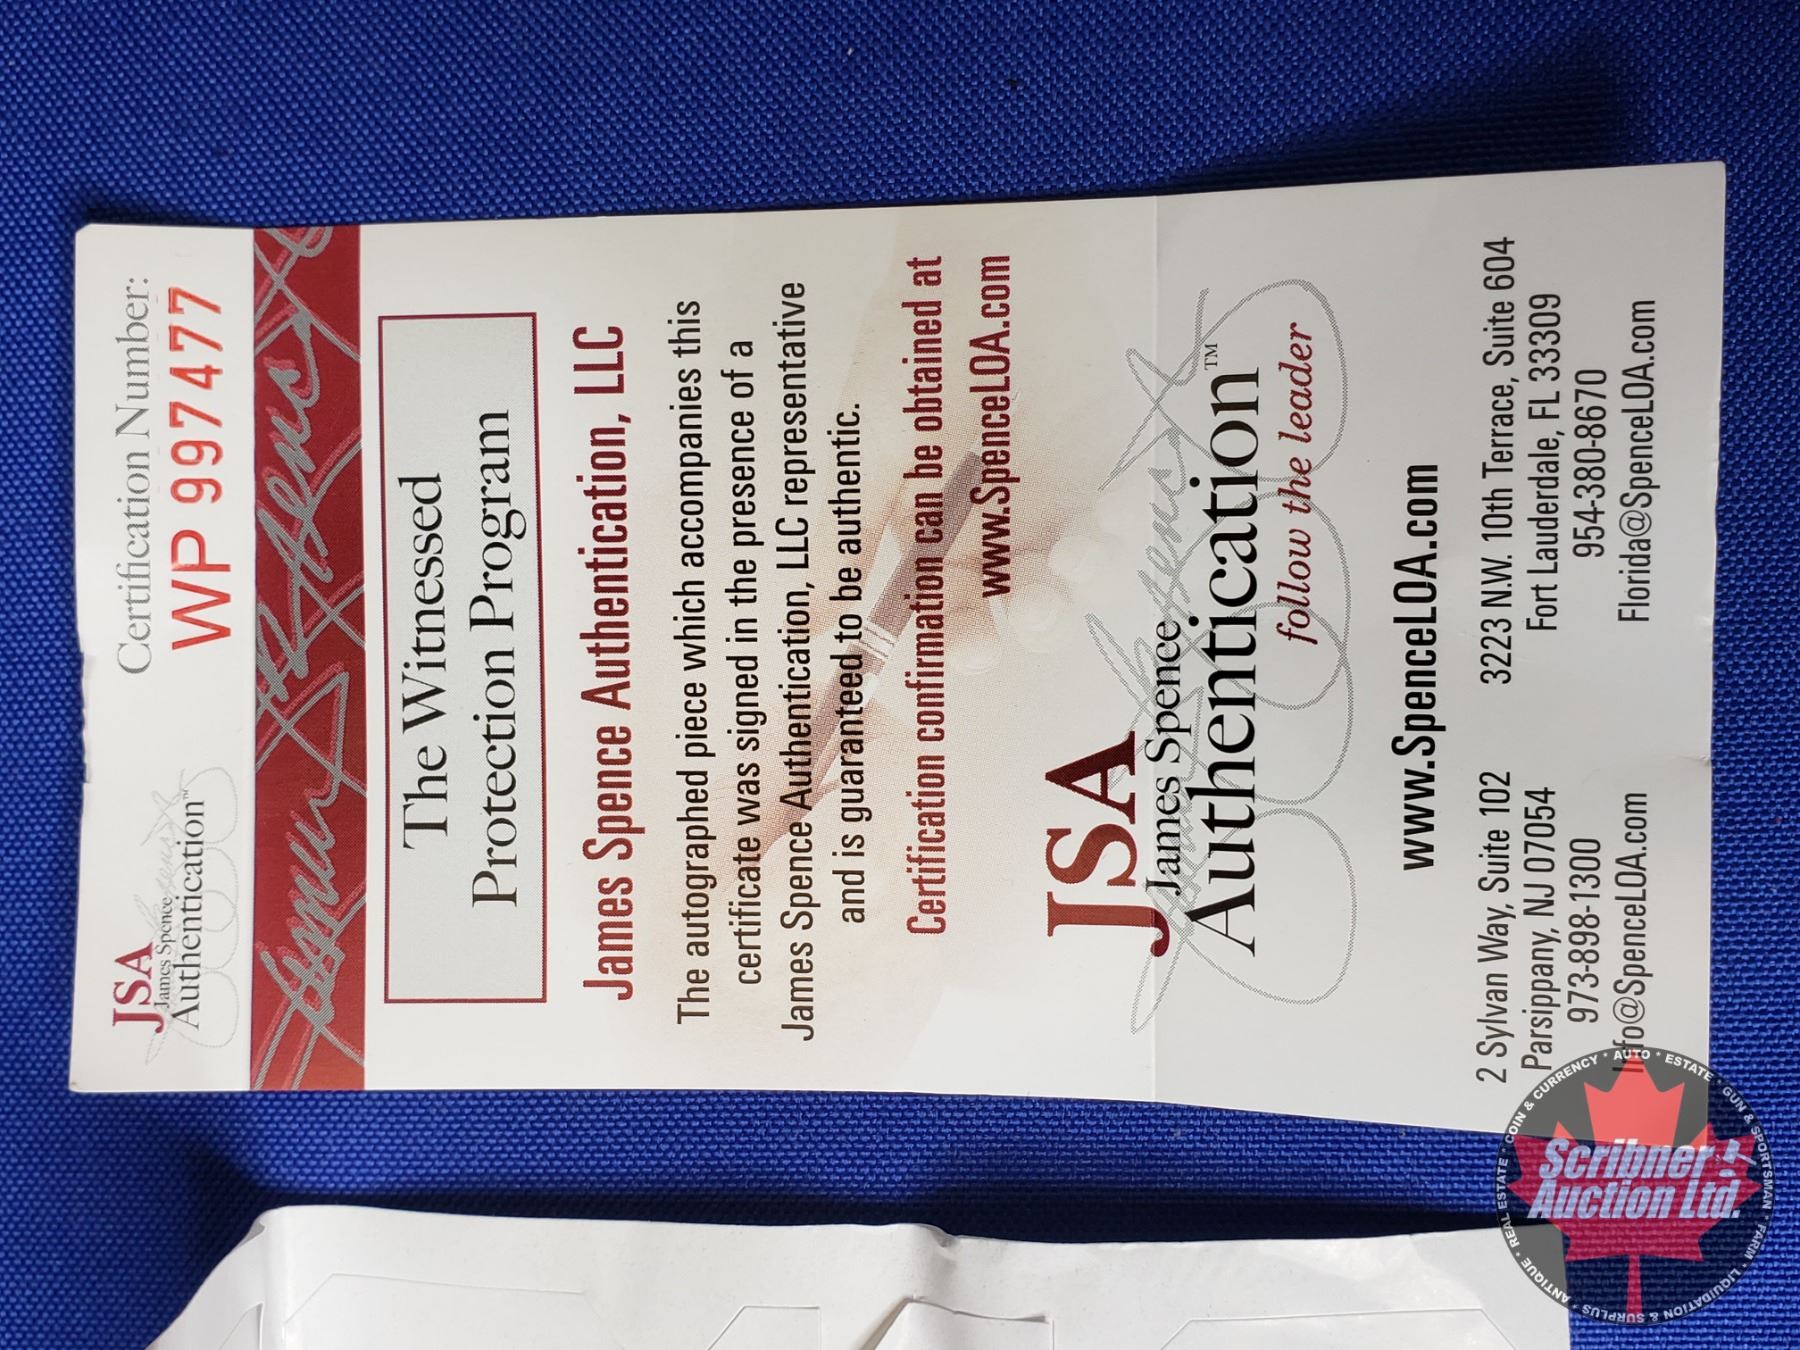 JSA
James Spence
Authentication™
Certification Number:
WP 997477
The Witnessed
Protection Program
James Spence Authentication, LLC
The autographed piece which accompanies this
certificate was signed in the presence of a
James Spence Authentication, LLC representative
and is guaranteed to be authentic.
Certification confirmation can be obtained at
www.SpenceLOA.com
JSA
James Spence
Authentication™
follow the leader
www.SpenceLOA.com
2 Sylvan Way, Suite 102
Parsippany, NJ 07054
973-898-1300
Info@SpenceLOA.com
3223 N.W. 10th Terrace, Suite 604
Fort Lauderdale, FL 33309
954-380-8670
Florida@SpenceLOA.com
Scribner
Auction Ltd.
ANTIQUE * REAL ESTATE * COIN & CURRENCY * AUTO * ESTATE * GUN & SPORTSMAN * FARM * LIQUIDATION & SURPLUS *